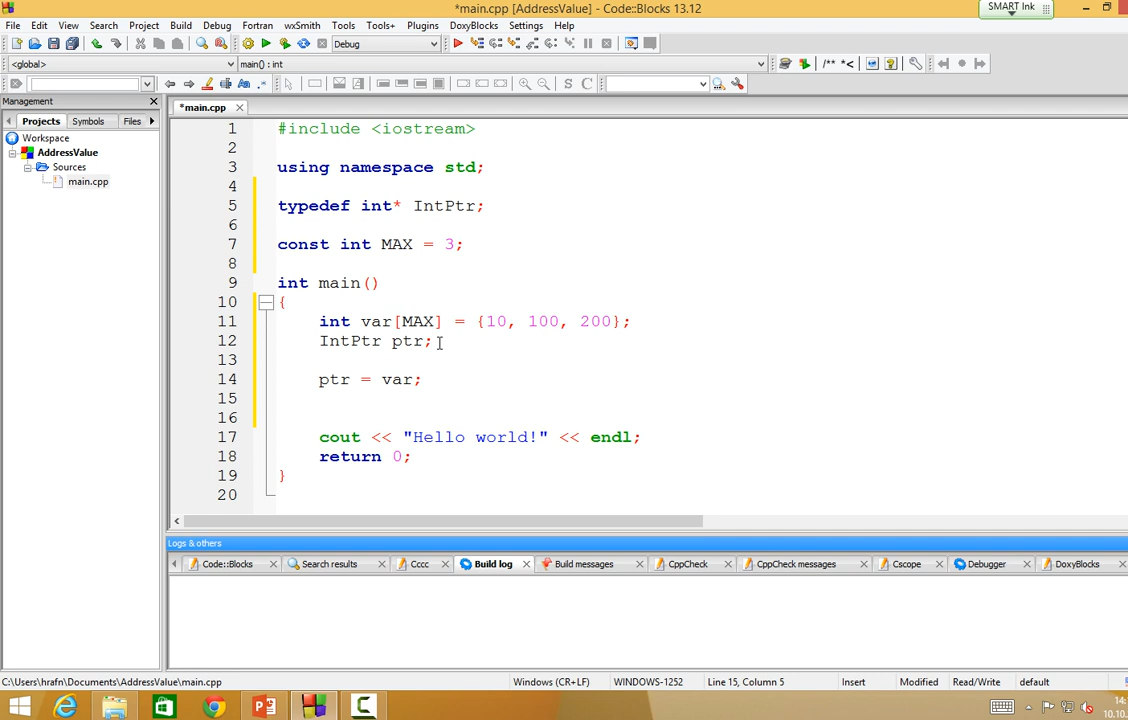 *main.cpp [AddressValue] - Code::Blocks 13.12
SMART Ink
File Edit View Search Project Build Debug Fortran wxSmith Tools Tools+ Plugins DoxyBlocks Settings Help
Debug
<global> main() : int /** *<
Aa .* S C
Management
*main.cpp
Projects Symbols Files
Workspace
AddressValue
Sources
main.cpp
1 #include <iostream>
2
3 using namespace std;
4
5 typedef int* IntPtr;
6
7 const int MAX = 3;
8
9 int main()
10 {
11 int var[MAX] = {10, 100, 200};
12 IntPtr ptr;
13
14 ptr = var;
15
16
17 cout << "Hello world!" << endl;
18 return 0;
19 }
20
Logs & others
Code::Blocks Search results Cccc Build log Build messages CppCheck CppCheck messages Cscope Debugger DoxyBlocks
C:\Users\hrafn\Documents\AddressValue\main.cpp Windows (CR+LF) WINDOWS-1252 Line 15, Column 5 Insert Modified Read/Write default
14:
10.10.